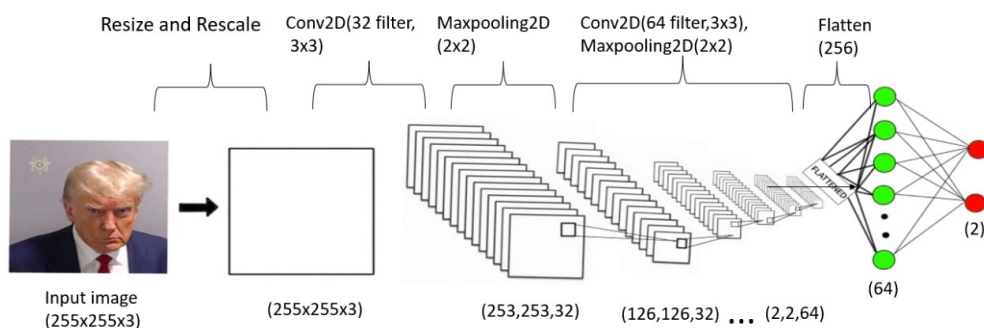 Resize and Rescale
Conv2D(32 filter,
3x3)
Maxpooling2D
(2x2)
Conv2D(64 filter,3x3),
Maxpooling2D(2x2)
Flatten
(256)
FLATTENED
Input image
(255x255x3)
(255x255x3)
(253,253,32)
(126,126,32) ... (2,2,64)
(64)
(2)